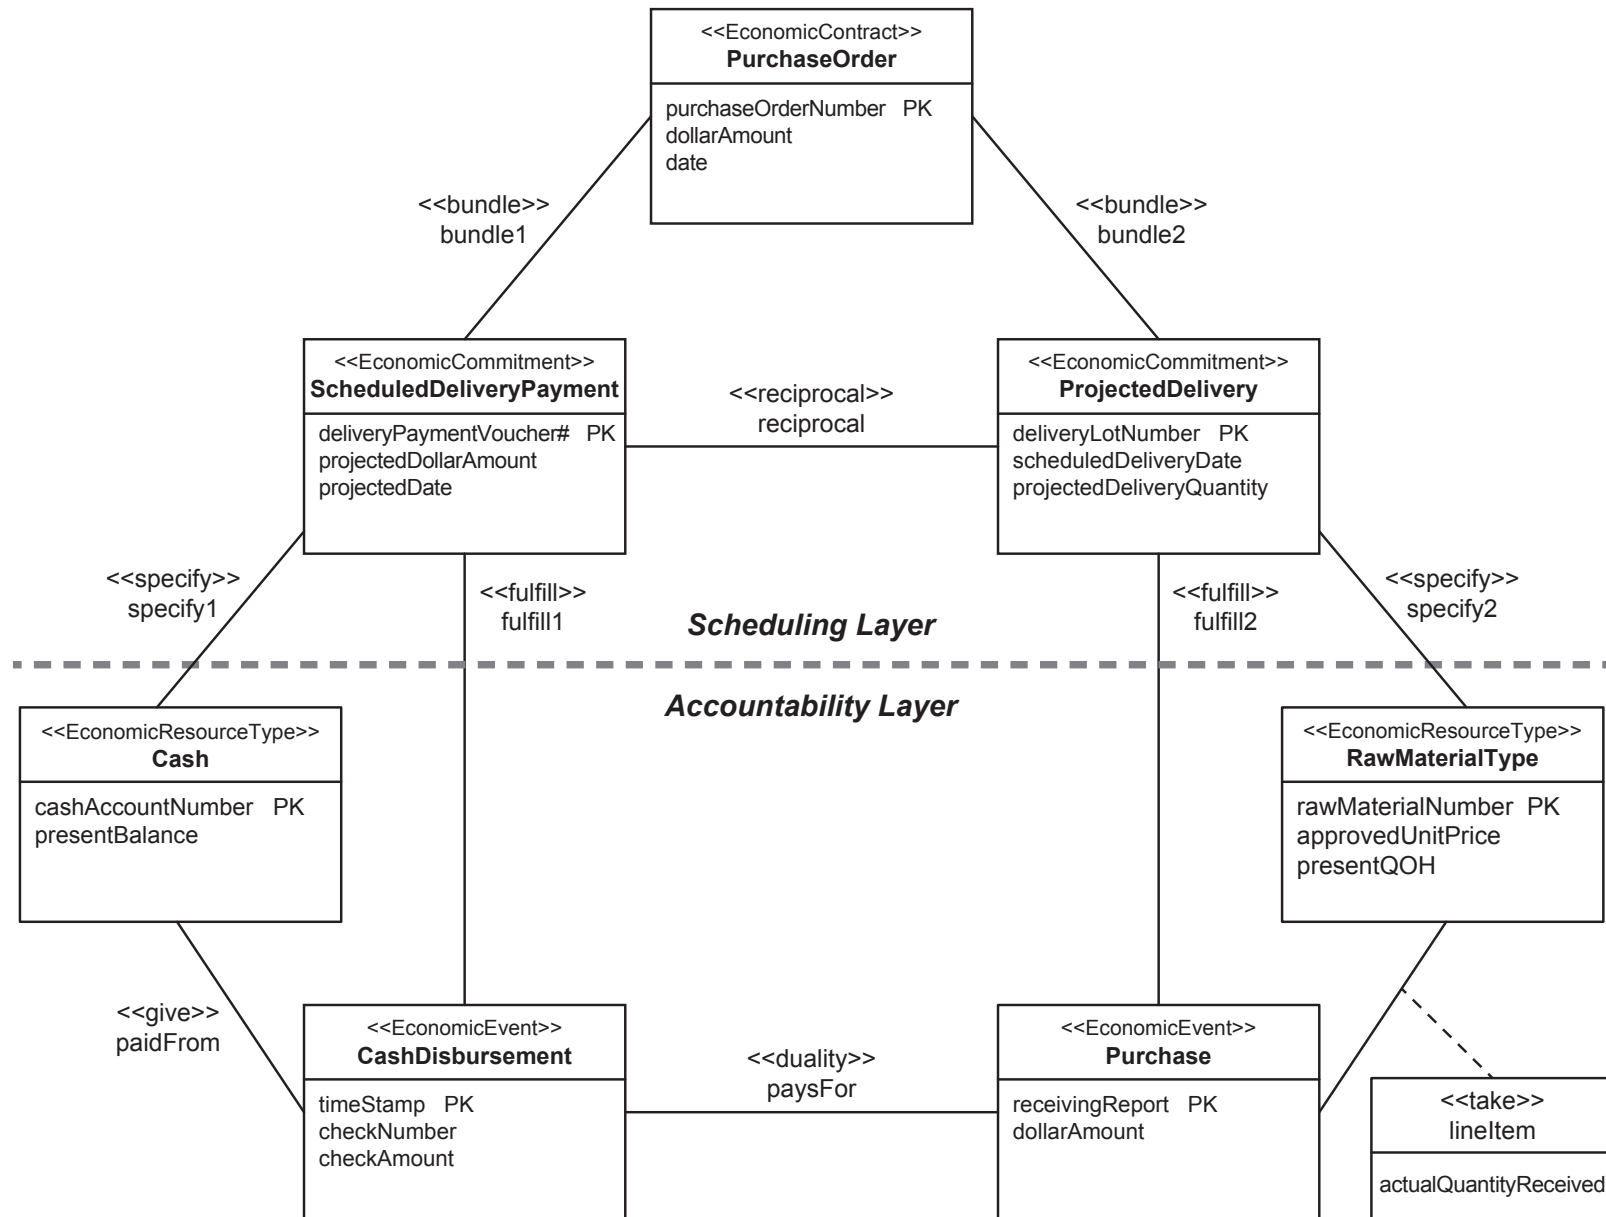 <<EconomicContract>>
PurchaseOrder
purchaseOrderNumber PK
dollarAmount
date
<<bundle>>
bundle1
<<bundle>>
bundle2
<<EconomicCommitment>>
ScheduledDeliveryPayment
deliveryPaymentVoucher# PK
projectedDollarAmount
projectedDate
<<reciprocal>>
reciprocal
<<EconomicCommitment>>
ProjectedDelivery
deliveryLotNumber PK
scheduledDeliveryDate
projectedDeliveryQuantity
<<specify>>
specify1
<<fulfill>>
fulfill1
Scheduling Layer
<<fulfill>>
fulfill2
<<specify>>
specify2
Accountability Layer
<<EconomicResourceType>>
Cash
cashAccountNumber PK
presentBalance
<<EconomicResourceType>>
RawMaterialType
rawMaterialNumber PK
approvedUnitPrice
presentQOH
<<give>>
paidFrom
<<EconomicEvent>>
CashDisbursement
timeStamp PK
checkNumber
checkAmount
<<duality>>
paysFor
<<EconomicEvent>>
Purchase
receivingReport PK
dollarAmount
<<take>>
lineItem
actualQuantityReceived